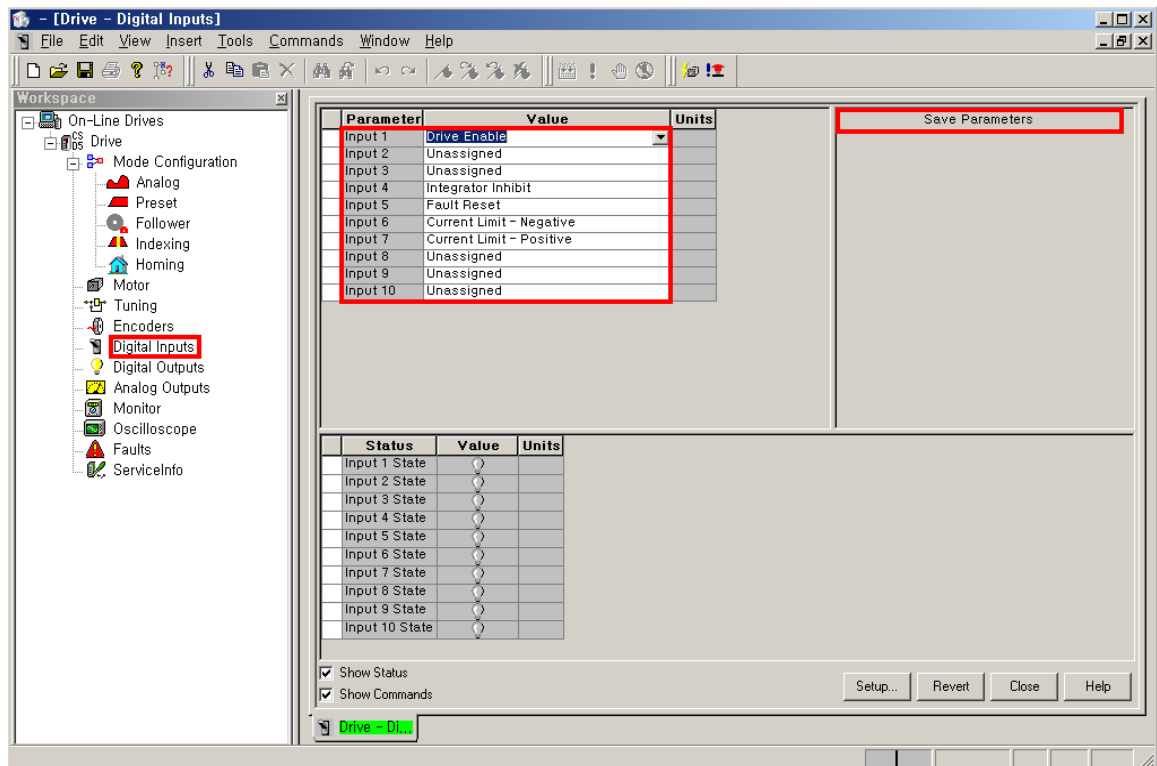 - [Drive - Digital Inputs]
File Edit View Insert Tools Commands Window Help
Workspace
On-Line Drives
CS D5 Drive
Mode Configuration
Analog
Preset
Follower
Indexing
Homing
Motor
Tuning
Encoders
Digital Inputs
Digital Outputs
Analog Outputs
Monitor
Oscilloscope
Faults
ServiceInfo
Parameter Value Units
Input 1 Drive Enable
Input 2 Unassigned
Input 3 Unassigned
Input 4 Integrator Inhibit
Input 5 Fault Reset
Input 6 Current Limit - Negative
Input 7 Current Limit - Positive
Input 8 Unassigned
Input 9 Unassigned
Input 10 Unassigned
Save Parameters
Status Value Units
Input 1 State
Input 2 State
Input 3 State
Input 4 State
Input 5 State
Input 6 State
Input 7 State
Input 8 State
Input 9 State
Input 10 State
Show Status
Show Commands
Setup... Revert Close Help
Drive - Di...